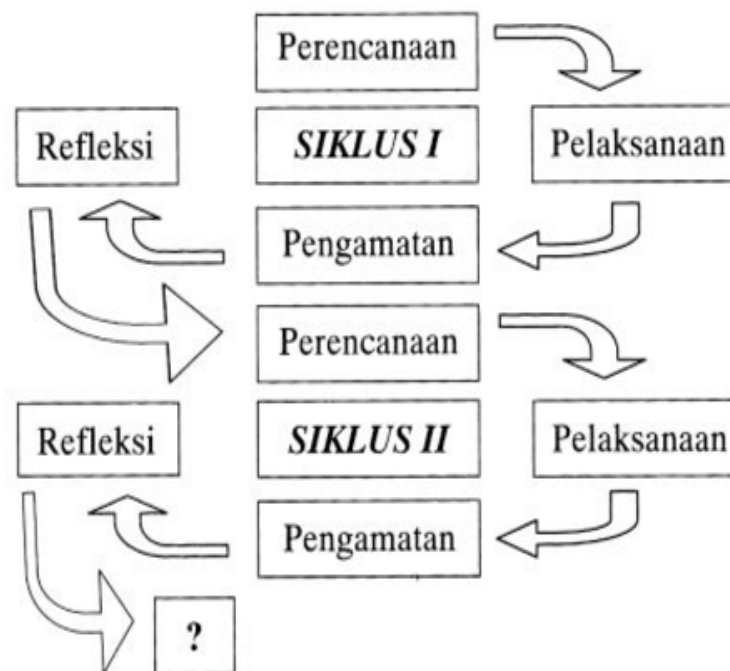 Perencanaan
Refleksi
SIKLUS I
Pelaksanaan
Pengamatan
Perencanaan
Refleksi
SIKLUS II
Pelaksanaan
Pengamatan
?